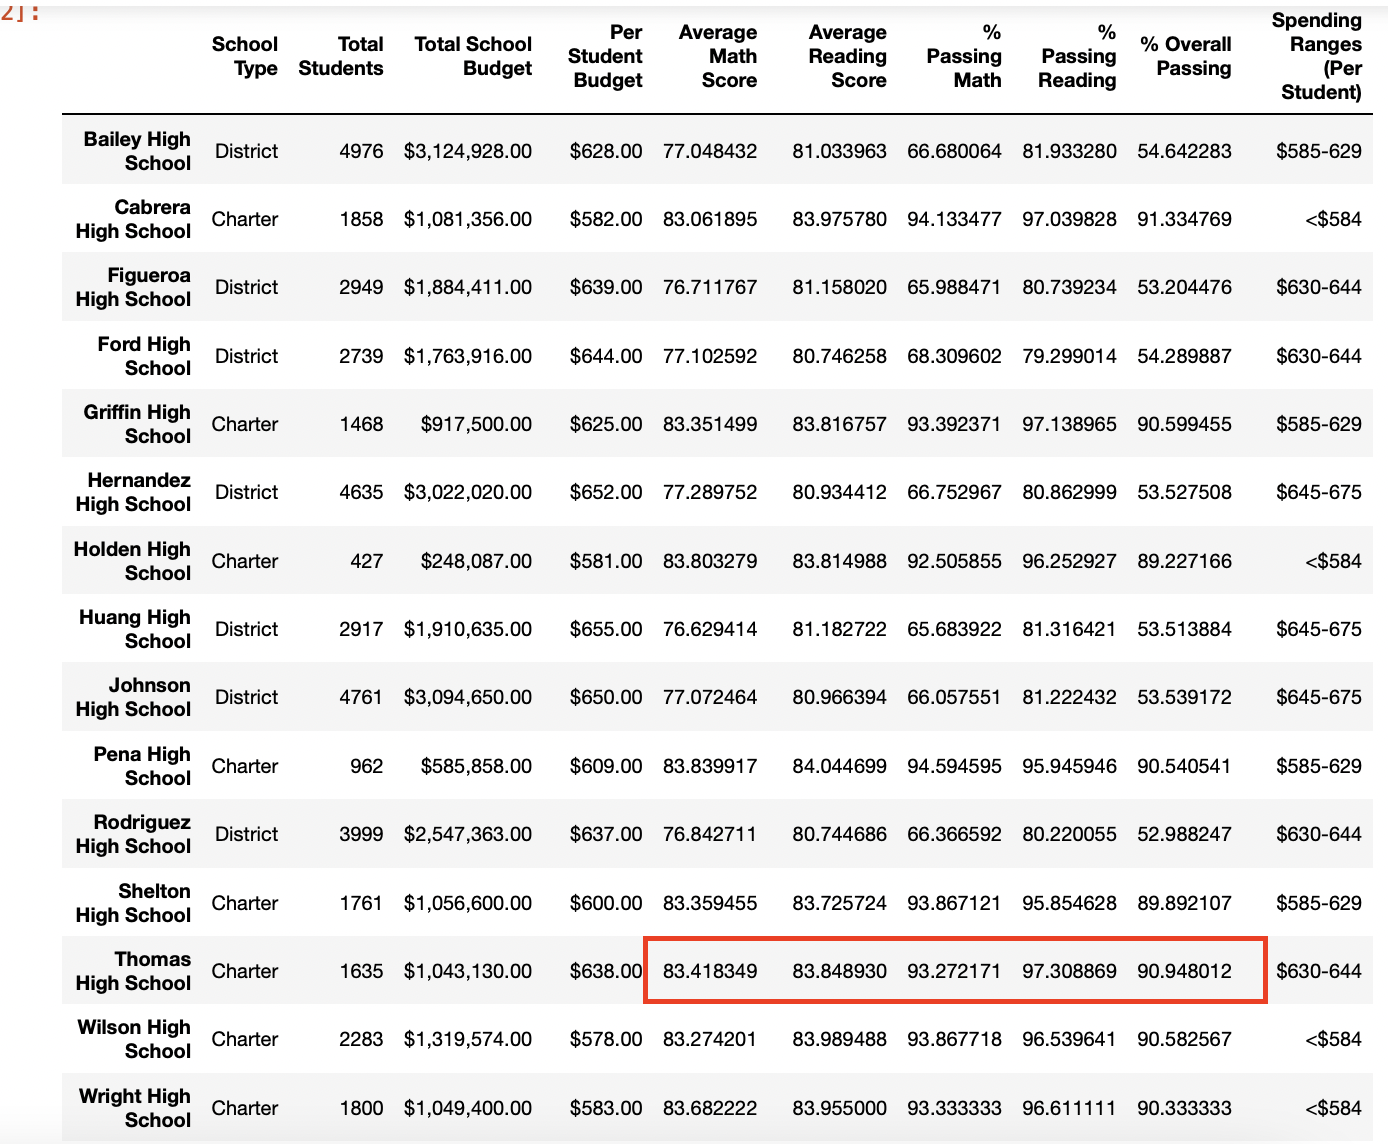 2]:
School Type Total Students Total School Budget Per Student Budget Average Math Score Average Reading Score % Passing Math % Passing Reading % Overall Passing Spending Ranges (Per Student)
Bailey High School District 4976 $3,124,928.00 $628.00 77.048432 81.033963 66.680064 81.933280 54.642283 $585-629
Cabrera High School Charter 1858 $1,081,356.00 $582.00 83.061895 83.975780 94.133477 97.039828 91.334769 <$584
Figueroa High School District 2949 $1,884,411.00 $639.00 76.711767 81.158020 65.988471 80.739234 53.204476 $630-644
Ford High School District 2739 $1,763,916.00 $644.00 77.102592 80.746258 68.309602 79.299014 54.289887 $630-644
Griffin High School Charter 1468 $917,500.00 $625.00 83.351499 83.816757 93.392371 97.138965 90.599455 $585-629
Hernandez High School District 4635 $3,022,020.00 $652.00 77.289752 80.934412 66.752967 80.862999 53.527508 $645-675
Holden High School Charter 427 $248,087.00 $581.00 83.803279 83.814988 92.505855 96.252927 89.227166 <$584
Huang High School District 2917 $1,910,635.00 $655.00 76.629414 81.182722 65.683922 81.316421 53.513884 $645-675
Johnson High School District 4761 $3,094,650.00 $650.00 77.072464 80.966394 66.057551 81.222432 53.539172 $645-675
Pena High School Charter 962 $585,858.00 $609.00 83.839917 84.044699 94.594595 95.945946 90.540541 $585-629
Rodriguez High School District 3999 $2,547,363.00 $637.00 76.842711 80.744686 66.366592 80.220055 52.988247 $630-644
Shelton High School Charter 1761 $1,056,600.00 $600.00 83.359455 83.725724 93.867121 95.854628 89.892107 $585-629
Thomas High School Charter 1635 $1,043,130.00 $638.00 83.418349 83.848930 93.272171 97.308869 90.948012 $630-644
Wilson High School Charter 2283 $1,319,574.00 $578.00 83.274201 83.989488 93.867718 96.539641 90.582567 <$584
Wright High School Charter 1800 $1,049,400.00 $583.00 83.682222 83.955000 93.333333 96.611111 90.333333 <$584